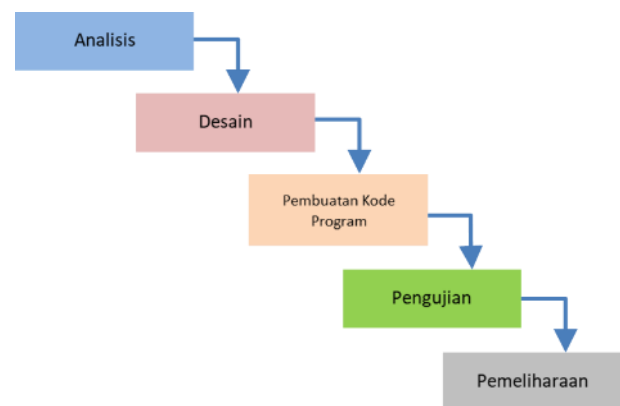 Analisis
Desain
Pembuatan Kode
Program
Pengujian
Pemeliharaan